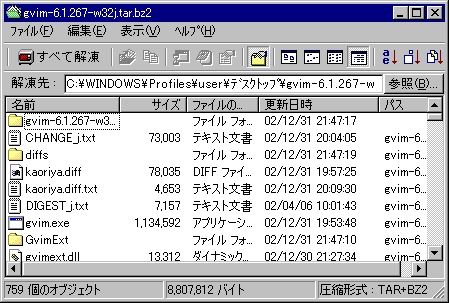 gvim-6.1.267-w32j.tar.bz2
ファイル(F) 編集(E) 表示(V) ヘルプ(H)
すべて解凍
解凍先: C:¥WINDOWS¥Profiles¥user¥デスクトップ¥gvim-6.1.267-w 参照(B)...
名前 サイズ ファイルの... 更新日時 パス
gvim-6.1.267-w3... ファイル フォ... 02/12/31 21:47:17
CHANGE_j.txt 73,003 テキスト文書 02/12/31 20:04:05 gvim-6...
diffs ファイル フォ... 02/12/31 21:47:19 gvim-6...
kaoriya.diff 78,035 DIFF ファイ... 02/12/31 19:57:25 gvim-6...
kaoriya.diff.txt 4,653 テキスト文書 02/12/31 20:09:30 gvim-6...
DIGEST_j.txt 7,157 テキスト文書 02/04/06 10:01:43 gvim-6...
gvim.exe 1,134,592 アプリケーシ... 02/12/31 19:53:48 gvim-6...
GvimExt ファイル フォ... 02/12/31 21:47:10 gvim-6...
gvimext.dll 13,312 ダイナミック... 02/12/30 21:27:34 gvim-6...
759 個のオブジェクト 8,807,812 バイト 圧縮形式:TAR+BZ2